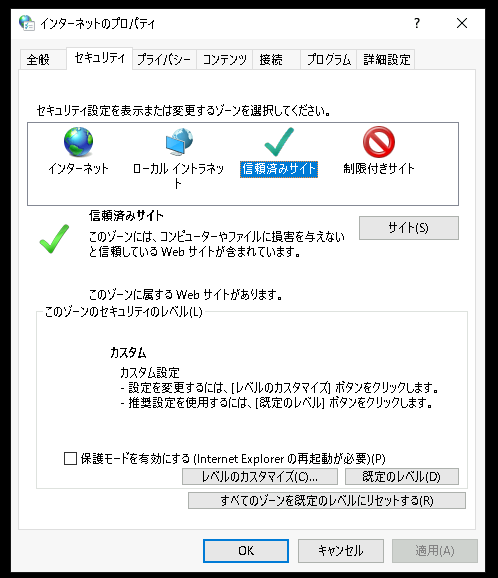 インターネットのプロパティ
?
全般 セキュリティ プライバシー コンテンツ 接続 プログラム 詳細設定
セキュリティ設定を表示または変更するゾーンを選択してください。
インターネット
ローカル イントラネッ
ト
信頼済みサイト
制限付きサイト
信頼済みサイト
サイト(S)
このゾーンには、コンピューターやファイルに損害を与えない
と信頼している Web サイトが含まれています。
このゾーンに属する Web サイトがあります。
このゾーンのセキュリティのレベル(L)
カスタム
カスタム設定
- 設定を変更するには、[レベルのカスタマイズ] ボタンをクリックします。
- 推奨設定を使用するには、[既定のレベル] ボタンをクリックします。
保護モードを有効にする (Internet Explorer の再起動が必要)(P)
レベルのカスタマイズ(C)... 既定のレベル(D)
すべてのゾーンを既定のレベルにリセットする(R)
OK キャンセル 適用(A)